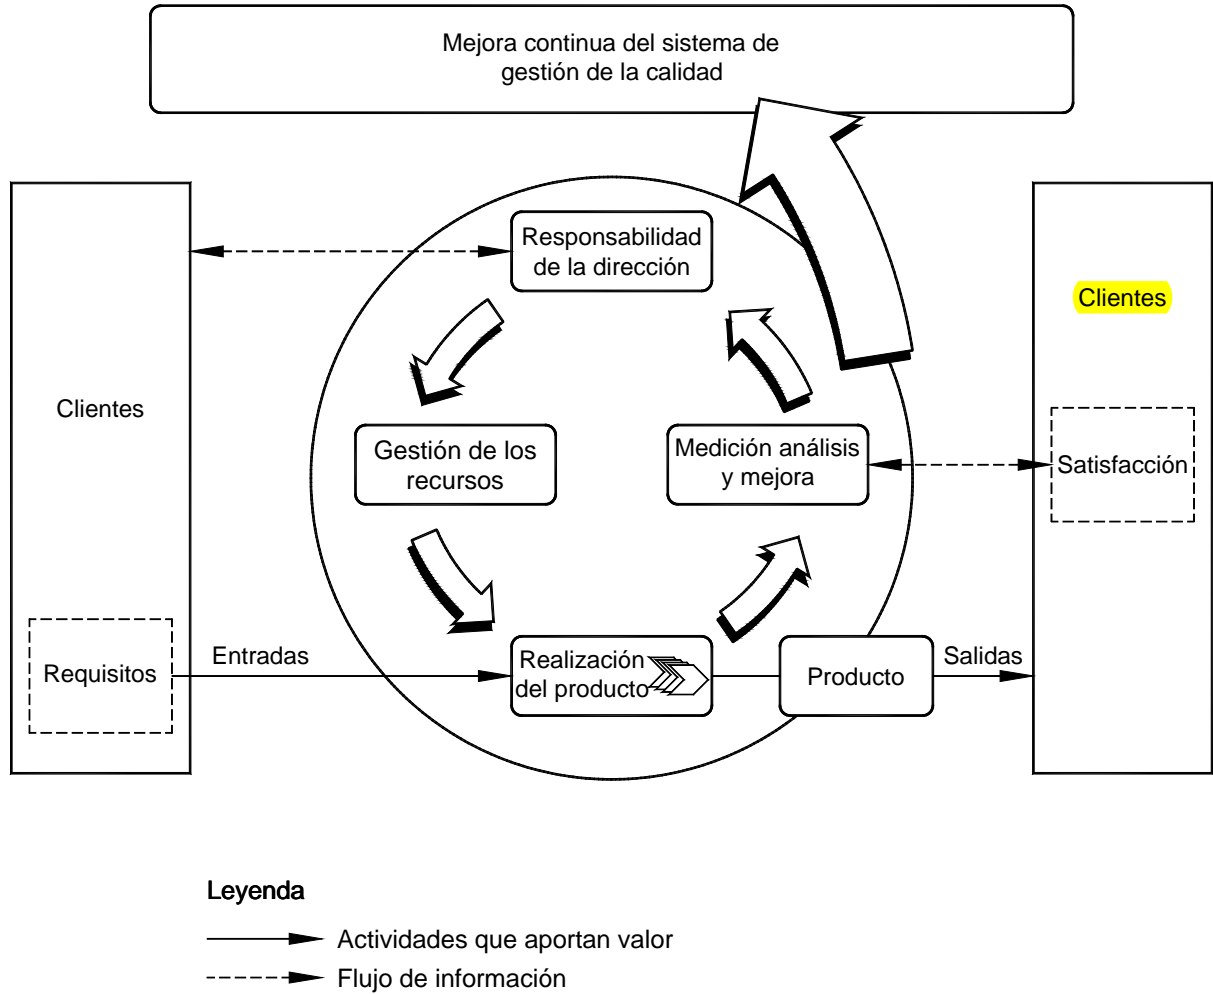 Mejora continua del sistema de
gestión de la calidad
Responsabilidad
de la dirección
Clientes
Clientes
Gestión de los
recursos
Medición análisis
y mejora
Satisfacción
Requisitos
Entradas
Realización
del producto
Producto
Salidas
Leyenda
Actividades que aportan valor
Flujo de información